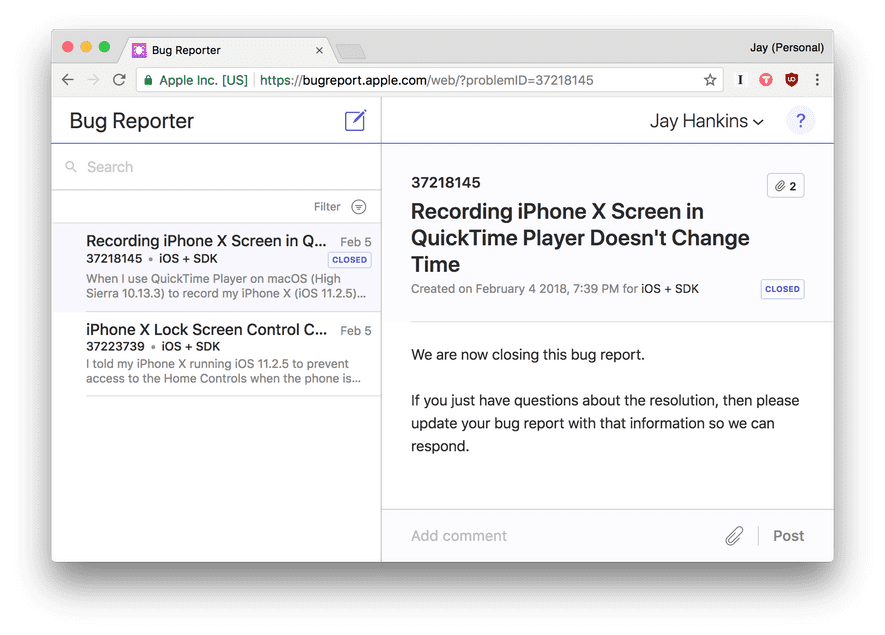 Bug Reporter
Jay (Personal)
Apple Inc. [US]
https://bugreport.apple.com/web/?problemID=37218145
Bug Reporter
Jay Hankins
?
Search
Filter
Recording iPhone X Screen in Q... Feb 5
37218145 • iOS + SDK CLOSED
When I use QuickTime Player on macOS (High
Sierra 10.13.3) to record my iPhone X (iOS 11.2.5)...
iPhone X Lock Screen Control C... Feb 5
37223739 • iOS + SDK
I told my iPhone X running iOS 11.2.5 to prevent
access to the Home Controls when the phone is...
37218145
2
Recording iPhone X Screen in
QuickTime Player Doesn't Change
Time
Created on February 4 2018, 7:39 PM for iOS + SDK
CLOSED
We are now closing this bug report.
If you just have questions about the resolution, then please
update your bug report with that information so we can
respond.
Add comment
Post